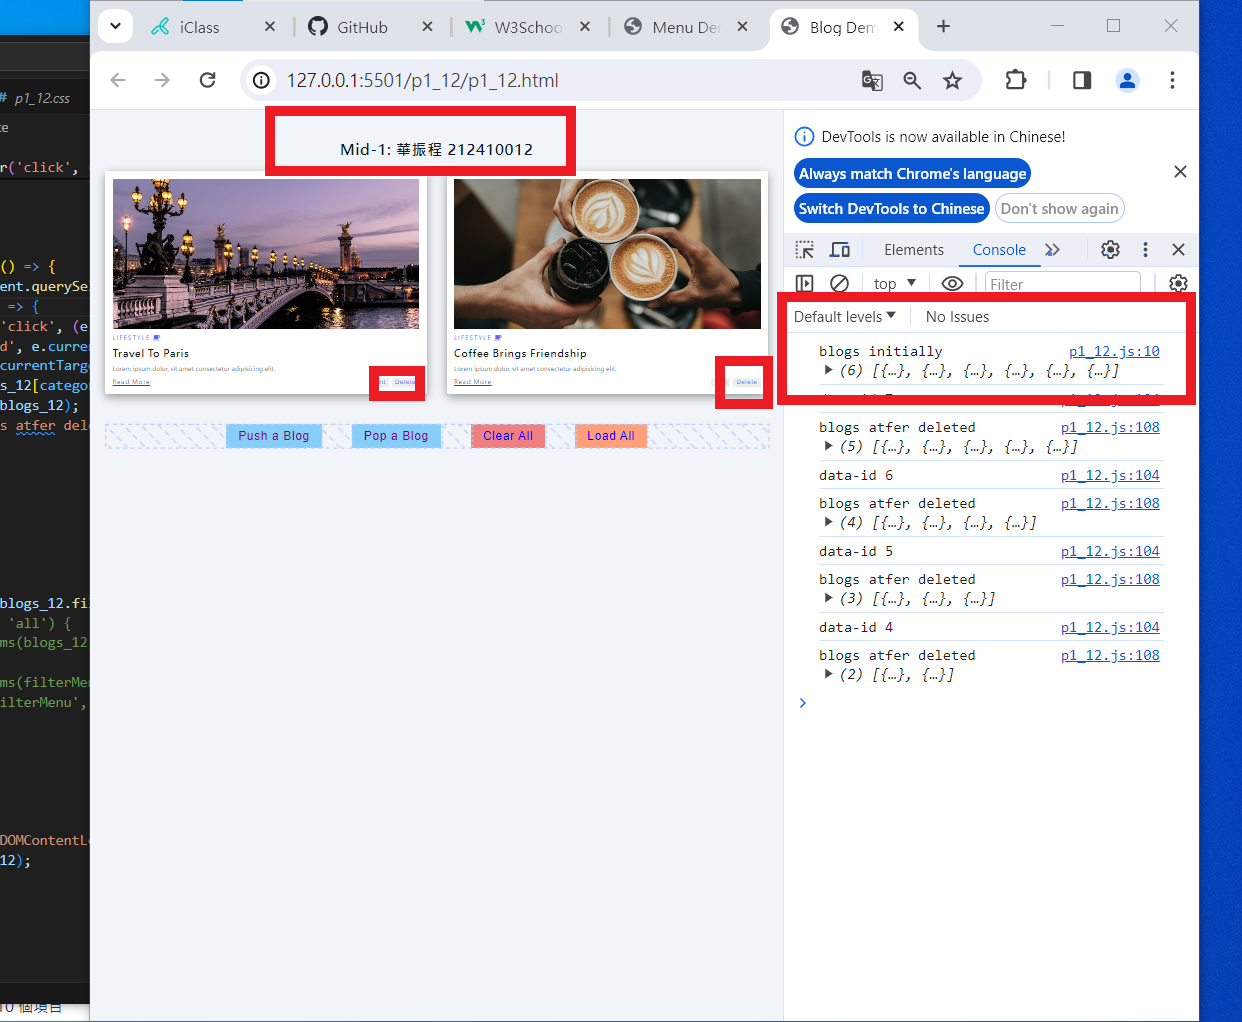 iClass
GitHub
W3Schoo
Menu De
Blog Dem
127.0.0.1:5501/p1_12/p1_12.html
# p1_12.css
te
r('click',
() => {
ent.querySe
=> {
'click', (e
d', e.curren
currentTarge
s_12[catego
blogs_12);
s atfer del
blogs_12.fi
'all') {
ms(blogs_12
ms(filterMe
ilterMenu',
DOMContentL
12);
10 個項目
Mid-1: 華振程 212410012
LIFESTYLE
Travel To Paris
Lorem ipsum dolor, sit amet consectetur adipisicing elit.
Read More
Delete
LIFESTYLE
Coffee Brings Friendship
Lorem ipsum dolor, sit amet consectetur adipisicing elit.
Read More
Delete
Push a Blog
Pop a Blog
Clear All
Load All
DevTools is now available in Chinese!
Always match Chrome's language
Switch DevTools to Chinese
Don't show again
Elements
Console
top
Filter
Default levels
No Issues
blogs initially p1_12.js:10
(6) [{…}, {…}, {…}, {…}, {…}, {…}]
blogs atfer deleted p1_12.js:108
(5) [{…}, {…}, {…}, {…}, {…}]
data-id 6 p1_12.js:104
blogs atfer deleted p1_12.js:108
(4) [{…}, {…}, {…}, {…}]
data-id 5 p1_12.js:104
blogs atfer deleted p1_12.js:108
(3) [{…}, {…}, {…}]
data-id 4 p1_12.js:104
blogs atfer deleted p1_12.js:108
(2) [{…}, {…}]